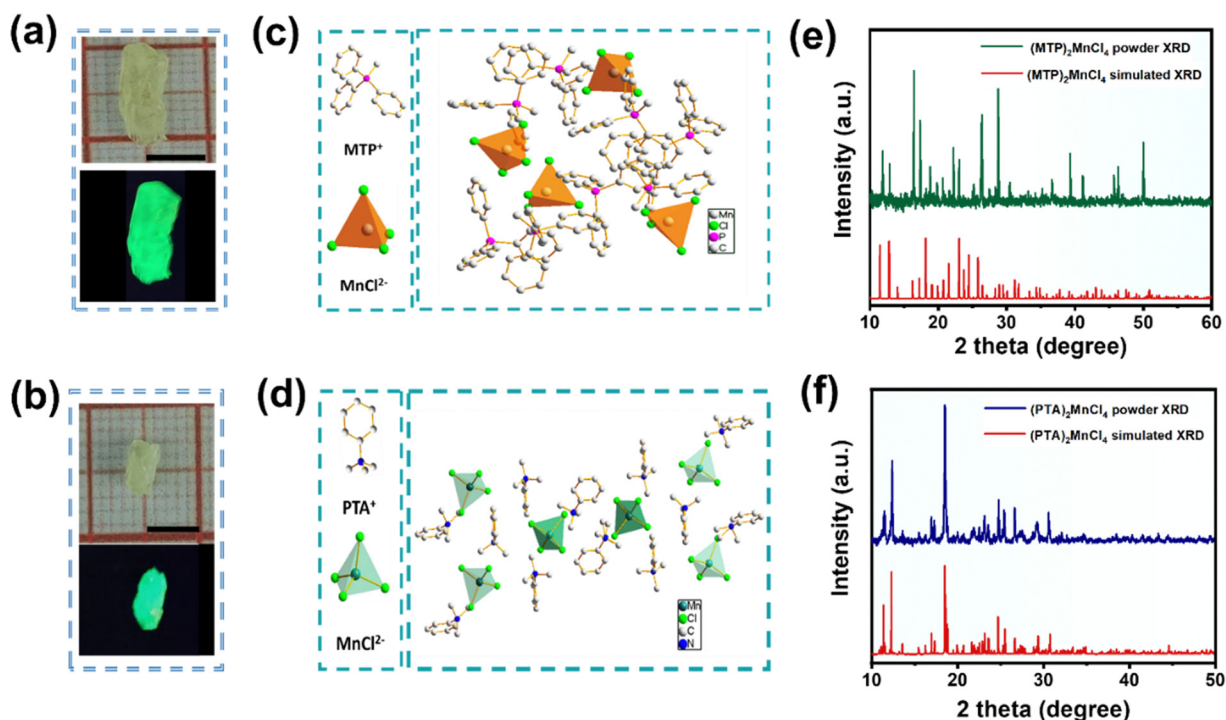 (a)
(c)
MTP⁺
MnCl²⁻
Mn
Cl
P
C
(e)
(MTP)₂MnCl₄ powder XRD
(MTP)₂MnCl₄ simulated XRD
Intensity (a.u.)
10 20 30 40 50 60
2 theta (degree)
(b)
(d)
PTA⁺
MnCl²⁻
Mn
Cl
C
N
(f)
(PTA)₂MnCl₄ powder XRD
(PTA)₂MnCl₄ simulated XRD
Intensity (a.u.)
10 20 30 40 50
2 theta (degree)